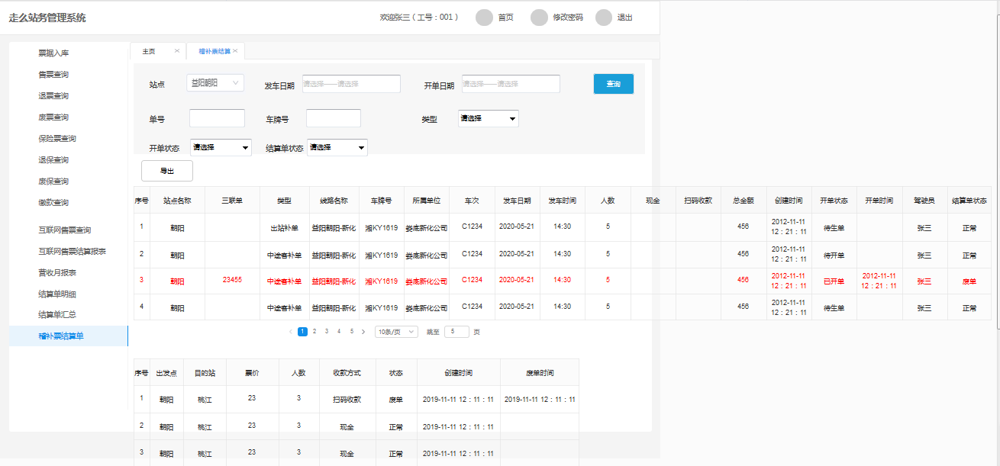 走么站务管理系统
欢迎张三（工号：001） 首页 修改密码 退出
票据入库
售票查询
退票查询
废票查询
保险票查询
退保查询
废保查询
缴款查询
互联网售票查询
互联网售票结算报表
营收月报表
结算单明细
结算单汇总
稽补票结算单
主页 × 稽补票结算 ×
站点 益阳朝阳 发车日期 请选择——请选择 开单日期 请选择——请选择 查询
单号 车牌号 类型 请选择
开单状态 请选择 结算单状态 请选择
导出
序号 站点名称 三联单 类型 线路名称 车牌号 所属单位 车次 发车日期 发车时间 人数 现金 扫码收款 总金额 创建时间 开单状态 开单时间 驾驶员 结算单状态
1 朝阳 出站补单 益阳朝阳-新化 湘KY1619 娄底新化公司 C1234 2020-05-21 14:30 5 456 2012-11-11 12：21：11 待生单 张三 正常
2 朝阳 中途客补单 益阳朝阳-新化 湘KY1619 娄底新化公司 C1234 2020-05-21 14:30 5 456 2012-11-11 12：21：11 待开单 张三 正常
3 朝阳 23455 中途客补单 益阳朝阳-新化 湘KY1619 娄底新化公司 C1234 2020-05-21 14:30 5 456 2012-11-11 12：21：11 已开单 2012-11-11 12：21：11 张三 废单
4 朝阳 中途客补单 益阳朝阳-新化 湘KY1619 娄底新化公司 C1234 2020-05-21 14:30 5 456 2012-11-11 12：21：11 待生单 张三 正常
< 1 2 3 4 5 > 10条/页 跳至 5 页
序号 出发点 目的站 票价 人数 收款方式 状态 创建时间 废单时间
1 朝阳 桃江 23 3 扫码收款 废单 2019-11-11 12：11：11 2019-11-11 12：11：11
2 朝阳 桃江 23 3 现金 正常 2019-11-11 12：11：11
3 朝阳 桃江 23 3 现金 正常 2019-11-11 12：11：11